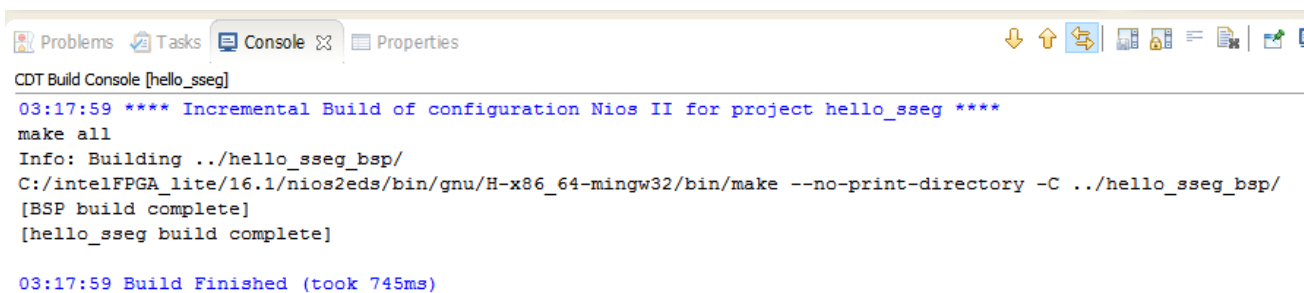 Problems Tasks Console Properties
CDT Build Console [hello_sseg]
03:17:59 **** Incremental Build of configuration Nios II for project hello_sseg ****
make all
Info: Building ../hello_sseg_bsp/
C:/intelFPGA_lite/16.1/nios2eds/bin/gnu/H-x86_64-mingw32/bin/make --no-print-directory -C ../hello_sseg_bsp/
[BSP build complete]
[hello_sseg build complete]
03:17:59 Build Finished (took 745ms)